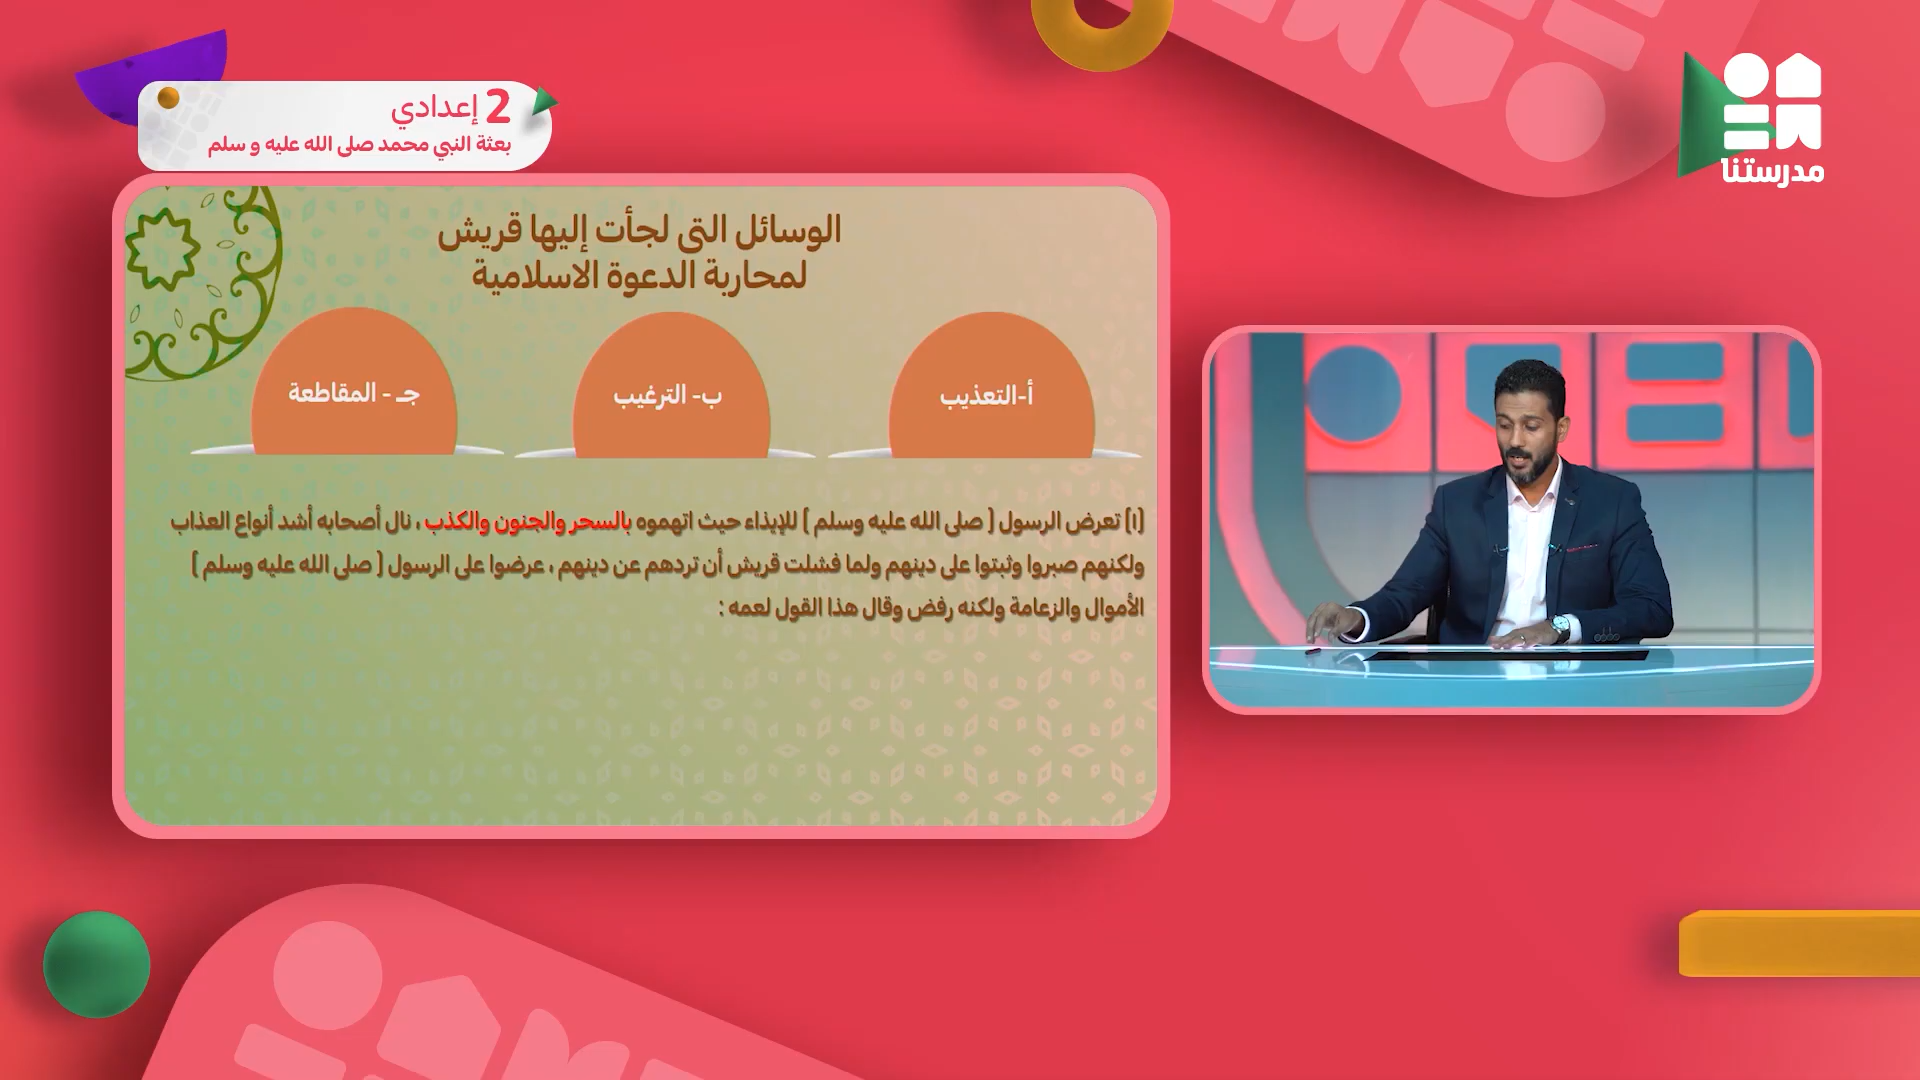 2 إعدادي
بعثة النبي محمد صلى الله عليه و سلم
مدرستنا
الوسائل التى لجأت إليها قريش
لمحاربة الدعوة الاسلامية
أ-التعذيب
ب- الترغيب
جـ - المقاطعة
(١) تعرض الرسول ( صلى الله عليه وسلم ) للإيذاء حيث اتهموه بالسحر والجنون والكذب ، نال أصحابه أشد أنواع العذاب
ولكنهم صبروا وثبتوا على دينهم ولما فشلت قريش أن تردهم عن دينهم ، عرضوا على الرسول ( صلى الله عليه وسلم )
الأموال والزعامة ولكنه رفض وقال هذا القول لعمه :